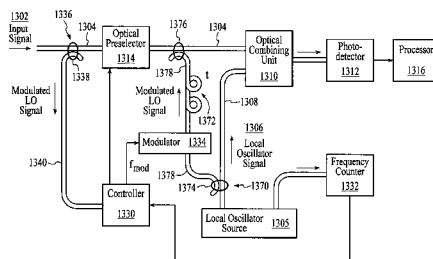 1302
Input
Signal
1336
1304
Optical
Preselector
1314
1376
1304
1378
Optical
Combining
Unit
1310
Photo-
detector
1312
Processor
1316
1338
Modulated
LO
Signal
Modulated
LO
Signal
t
1372
1308
1306
Local
Oscillator
Signal
Modulator 1334
fmod
1340
1378
1374
1370
Frequency
Counter
1332
Controller
1330
Local Oscillator
Source 1305